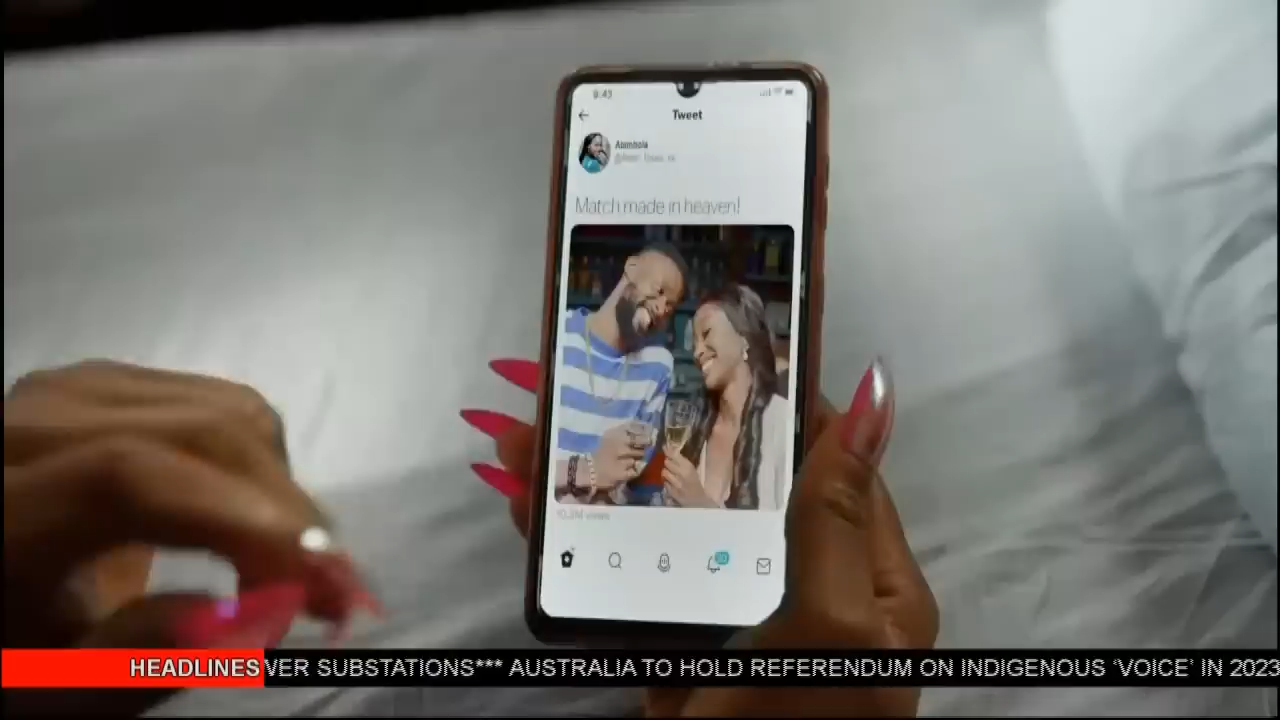 9:43
Tweet
Match made in heaven!
HEADLINES
VER SUBSTATIONS*** AUSTRALIA TO HOLD REFERENDUM ON INDIGENOUS ‘VOICE’ IN 2023